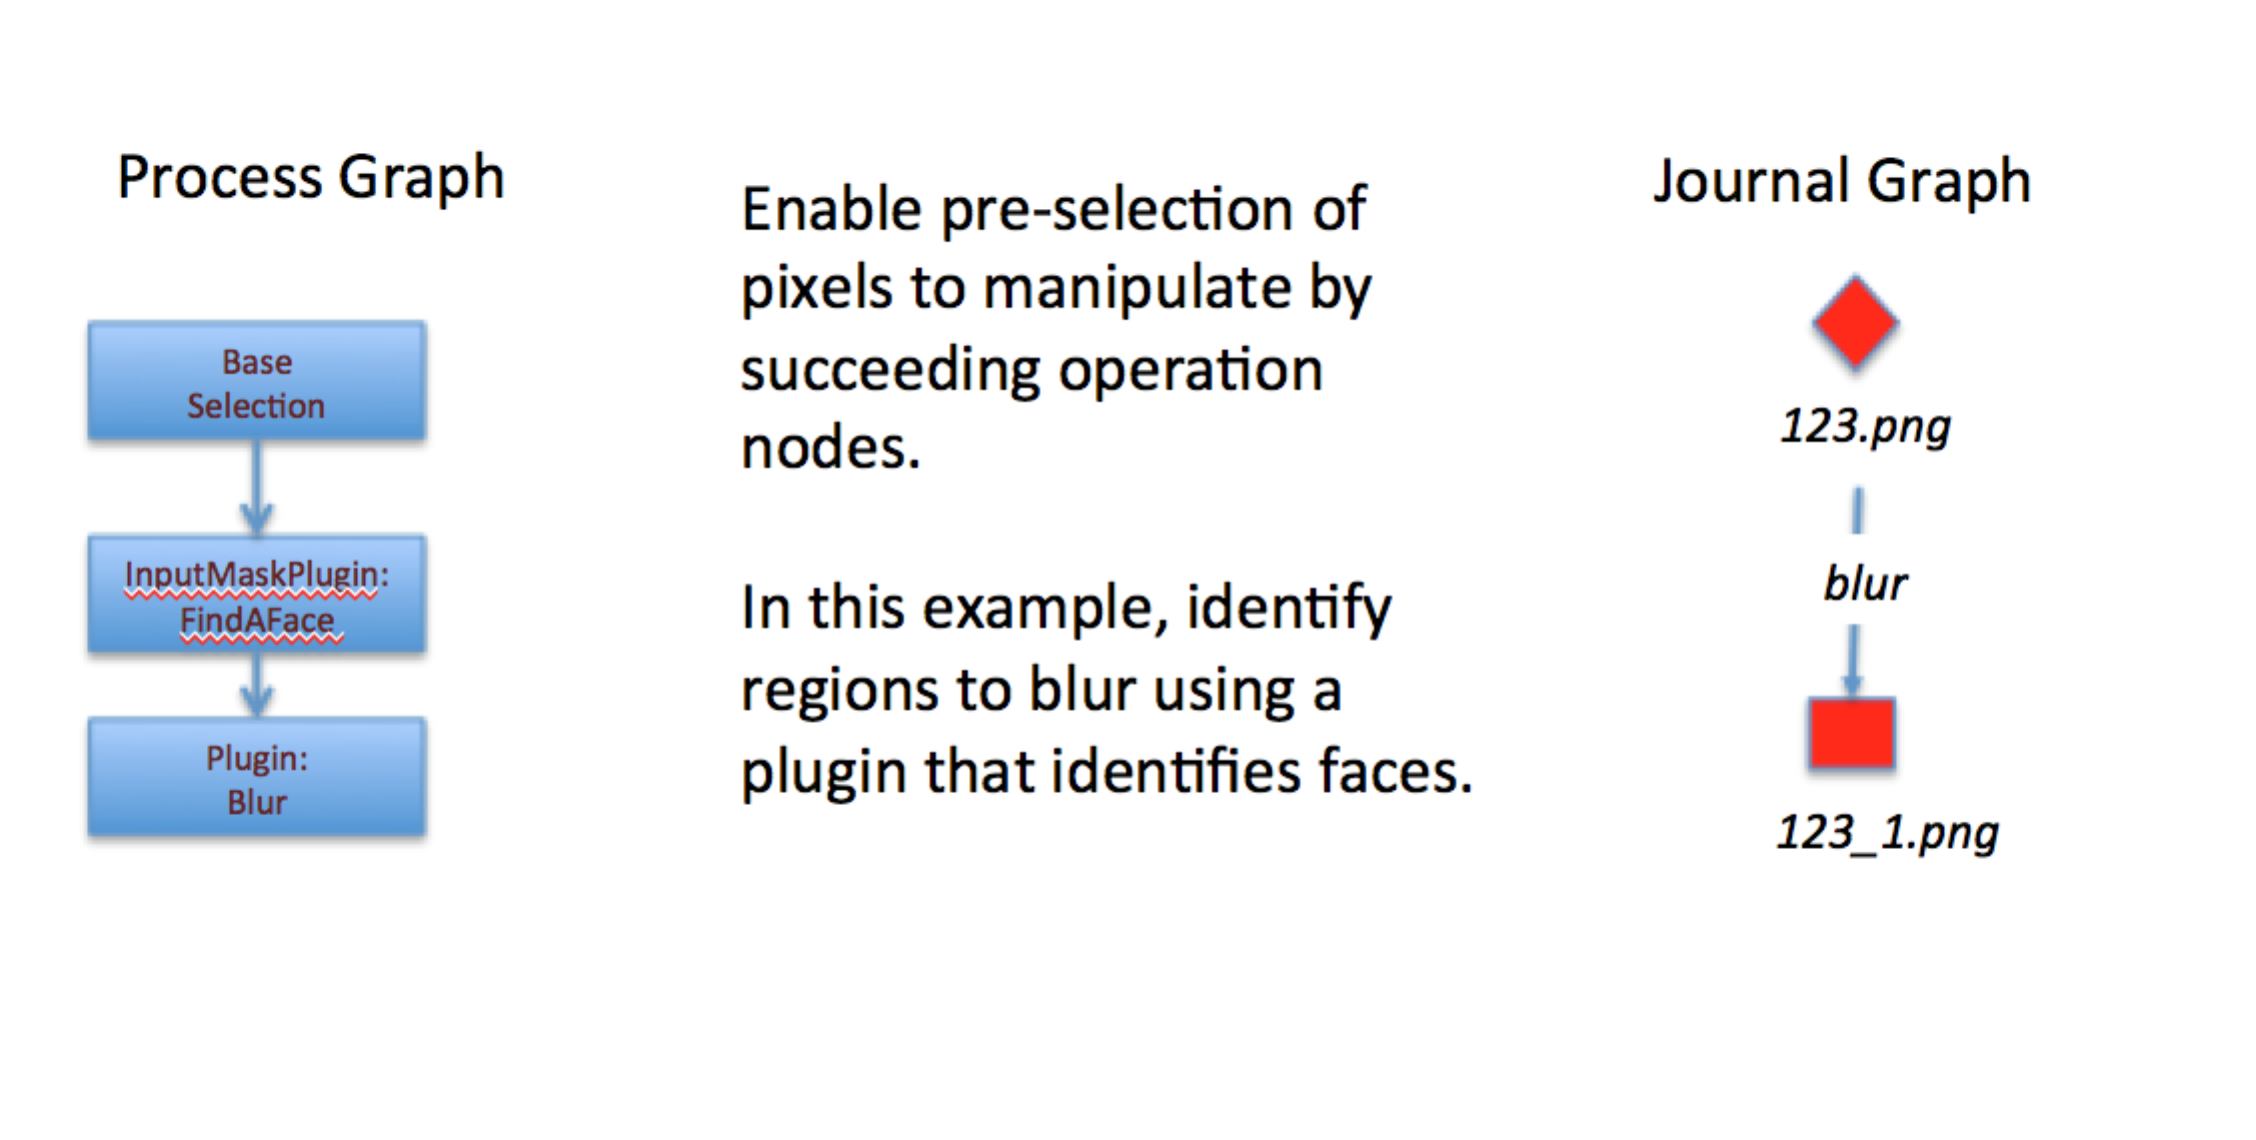 Process Graph
Base
Selection
InputMaskPlugin:
FindAFace
Plugin:
Blur
Enable pre-selection of
pixels to manipulate by
succeeding operation
nodes.
In this example, identify
regions to blur using a
plugin that identifies faces.
Journal Graph
123.png
blur
123_1.png